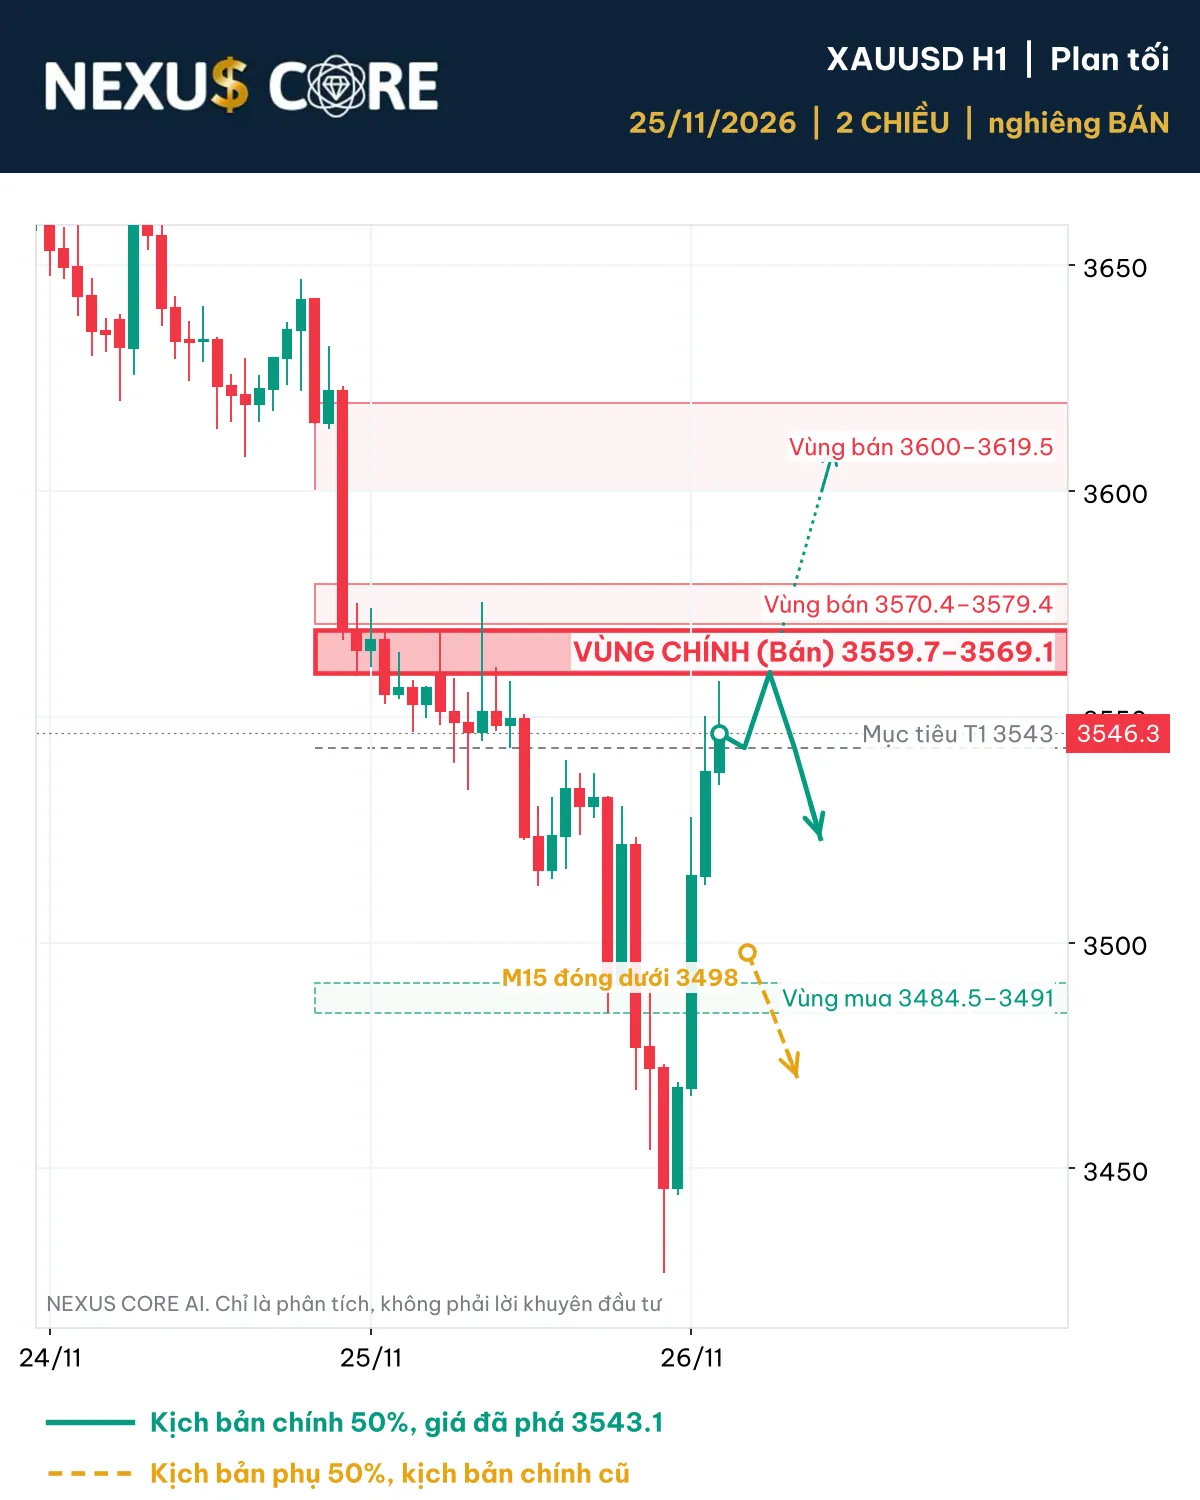 NEXU$ CORE
XAUUSD H1 | Plan tối
25/11/2026 | 2 CHIỀU | nghiêng BÁN
3650
Vùng bán 3600–3619.5
3600
Vùng bán 3570.4–3579.4
VÙNG CHÍNH (Bán) 3559.7–3569.1
Mục tiêu T1 3543
3546.3
3500
M15 đóng dưới 3498
Vùng mua 3484.5–3491
3450
NEXUS CORE AI. Chỉ là phân tích, không phải lời khuyên đầu tư
24/11
25/11
26/11
Kịch bản chính 50%, giá đã phá 3543.1
Kịch bản phụ 50%, kịch bản chính cũ